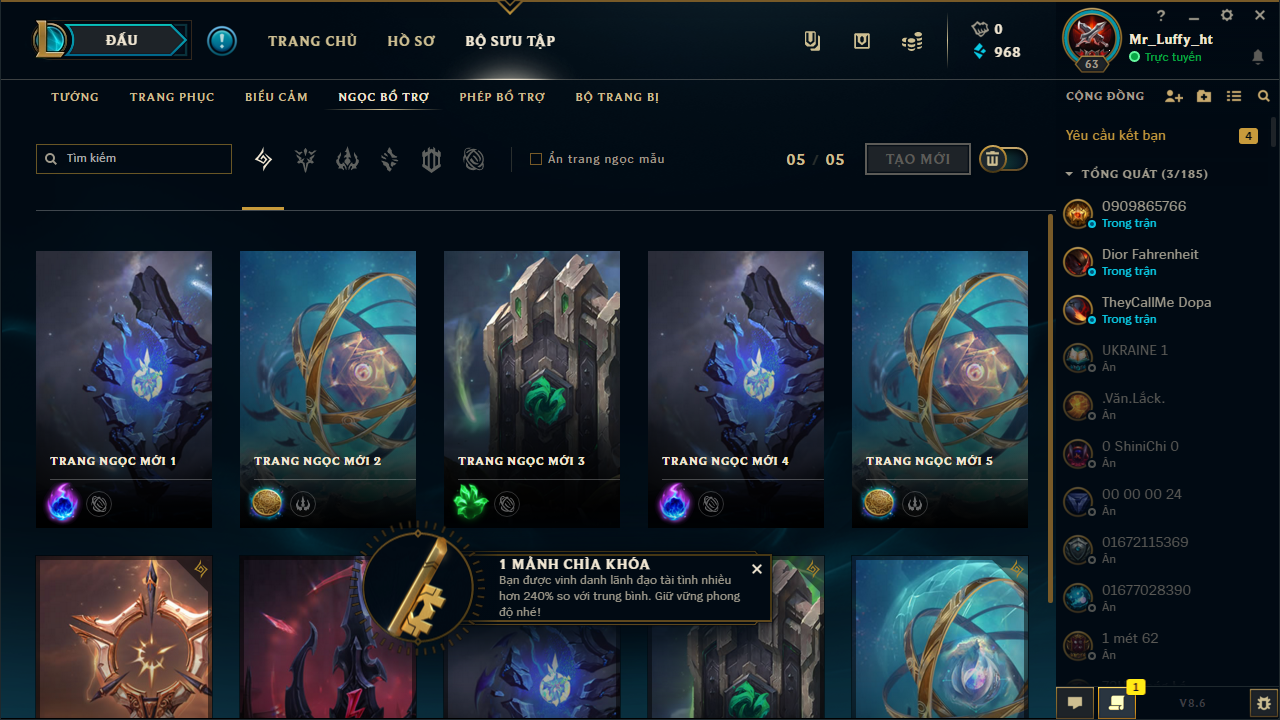 ĐẤU
!
TRANG CHỦ
HỒ SƠ
BỘ SƯU TẬP
0
968
?
63
Mr_Luffy_ht
Trực tuyến
TƯỚNG
TRANG PHỤC
BIỂU CẢM
NGỌC BỔ TRỢ
PHÉP BỔ TRỢ
BỘ TRANG BỊ
CỘNG ĐỒNG
Tìm kiếm
Ẩn trang ngọc mẫu
05 / 05
TẠO MỚI
Yêu cầu kết bạn
4
TỔNG QUÁT (3/185)
0909865766
Trong trận
Dior Fahrenheit
Trong trận
TheyCallMe Dopa
Trong trận
UKRAINE 1
Ẩn
.Văn.Lắck.
Ẩn
0 ShiniChi 0
Ẩn
00 00 00 24
Ẩn
01672115369
Ẩn
01677028390
Ẩn
1 mét 62
Ẩn
TRANG NGỌC MỚI 1
TRANG NGỌC MỚI 2
TRANG NGỌC MỚI 3
TRANG NGỌC MỚI 4
TRANG NGỌC MỚI 5
1 MẢNH CHÌA KHÓA
Bạn được vinh danh lãnh đạo tài tình nhiều
hơn 240% so với trung bình. Giữ vững phong
độ nhé!
1
V8.6